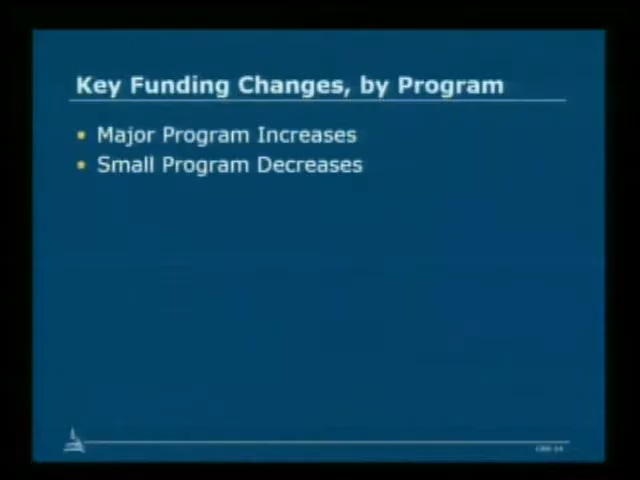 Key Funding Changes, by Program
Major Program Increases
Small Program Decreases